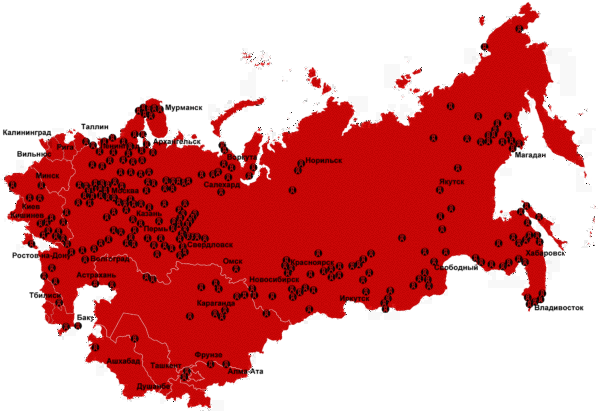 Мурманск
Таллин
Калининград
Архангельск
Рига
Вильнюс
Воркута
Норильск
Минск
Салехард
Магадан
Москва
Якутск
Киев
Казань
Кишинев
Пермь
Свердловск
Хабаровск
Ростов-на-Дону
Волгоград
Омск
Красноярск
Свободный
Астрахань
Новосибирск
Тбилиси
Караганда
Иркутск
Владивосток
Баку
Фрунзе
Ашхабад
Ташкент
Алма-Ата
Душанбе